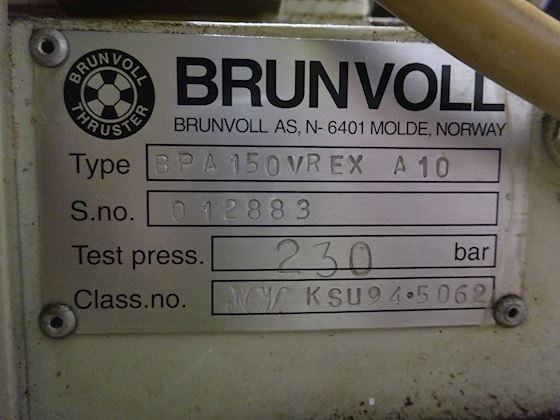 BRUNVOLL THRUSTER
BRUNVOLL
BRUNVOLL AS, N- 6401 MOLDE, NORWAY
Type BPA150VREX A10
S.no. 012883
Test press. 230 bar
Class.no. KSU94·5062